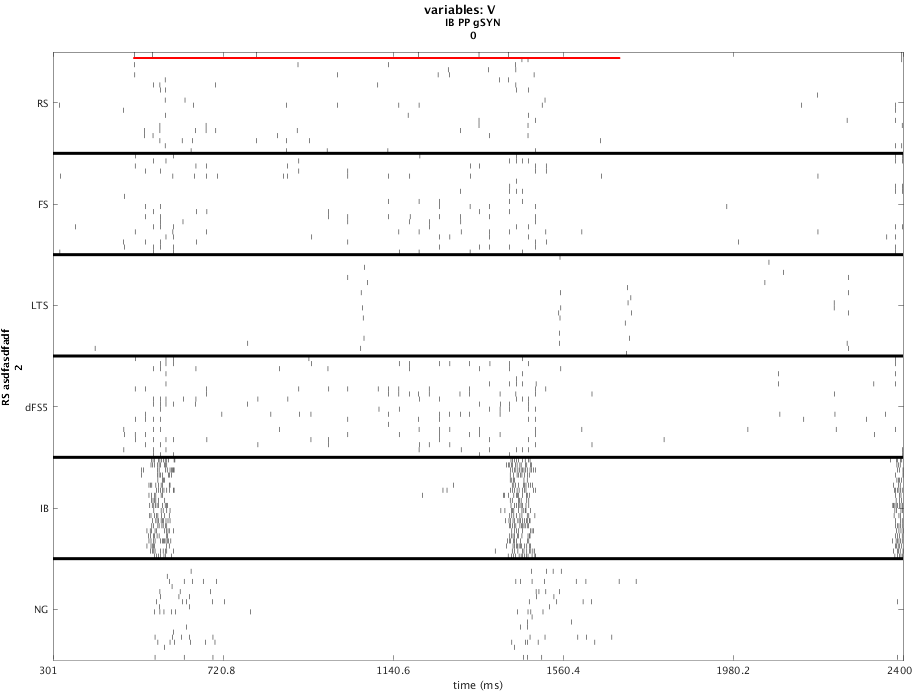 variables: V
IB PP gSYN
0
RS
FS
LTS
dFS5
IB
NG
RS asdfasdfadf
2
301
720.8
1140.6
1560.4
1980.2
2400
time (ms)